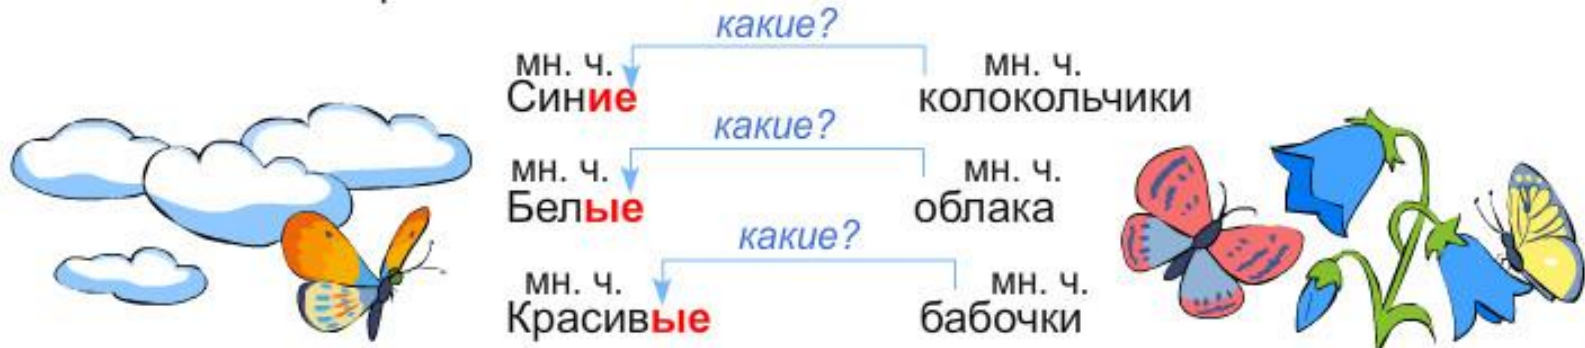 какие?
мн. ч. мн. ч.
Синие колокольчики
какие?
мн. ч. мн. ч.
Белые облака
какие?
мн. ч. мн. ч.
Красивые бабочки